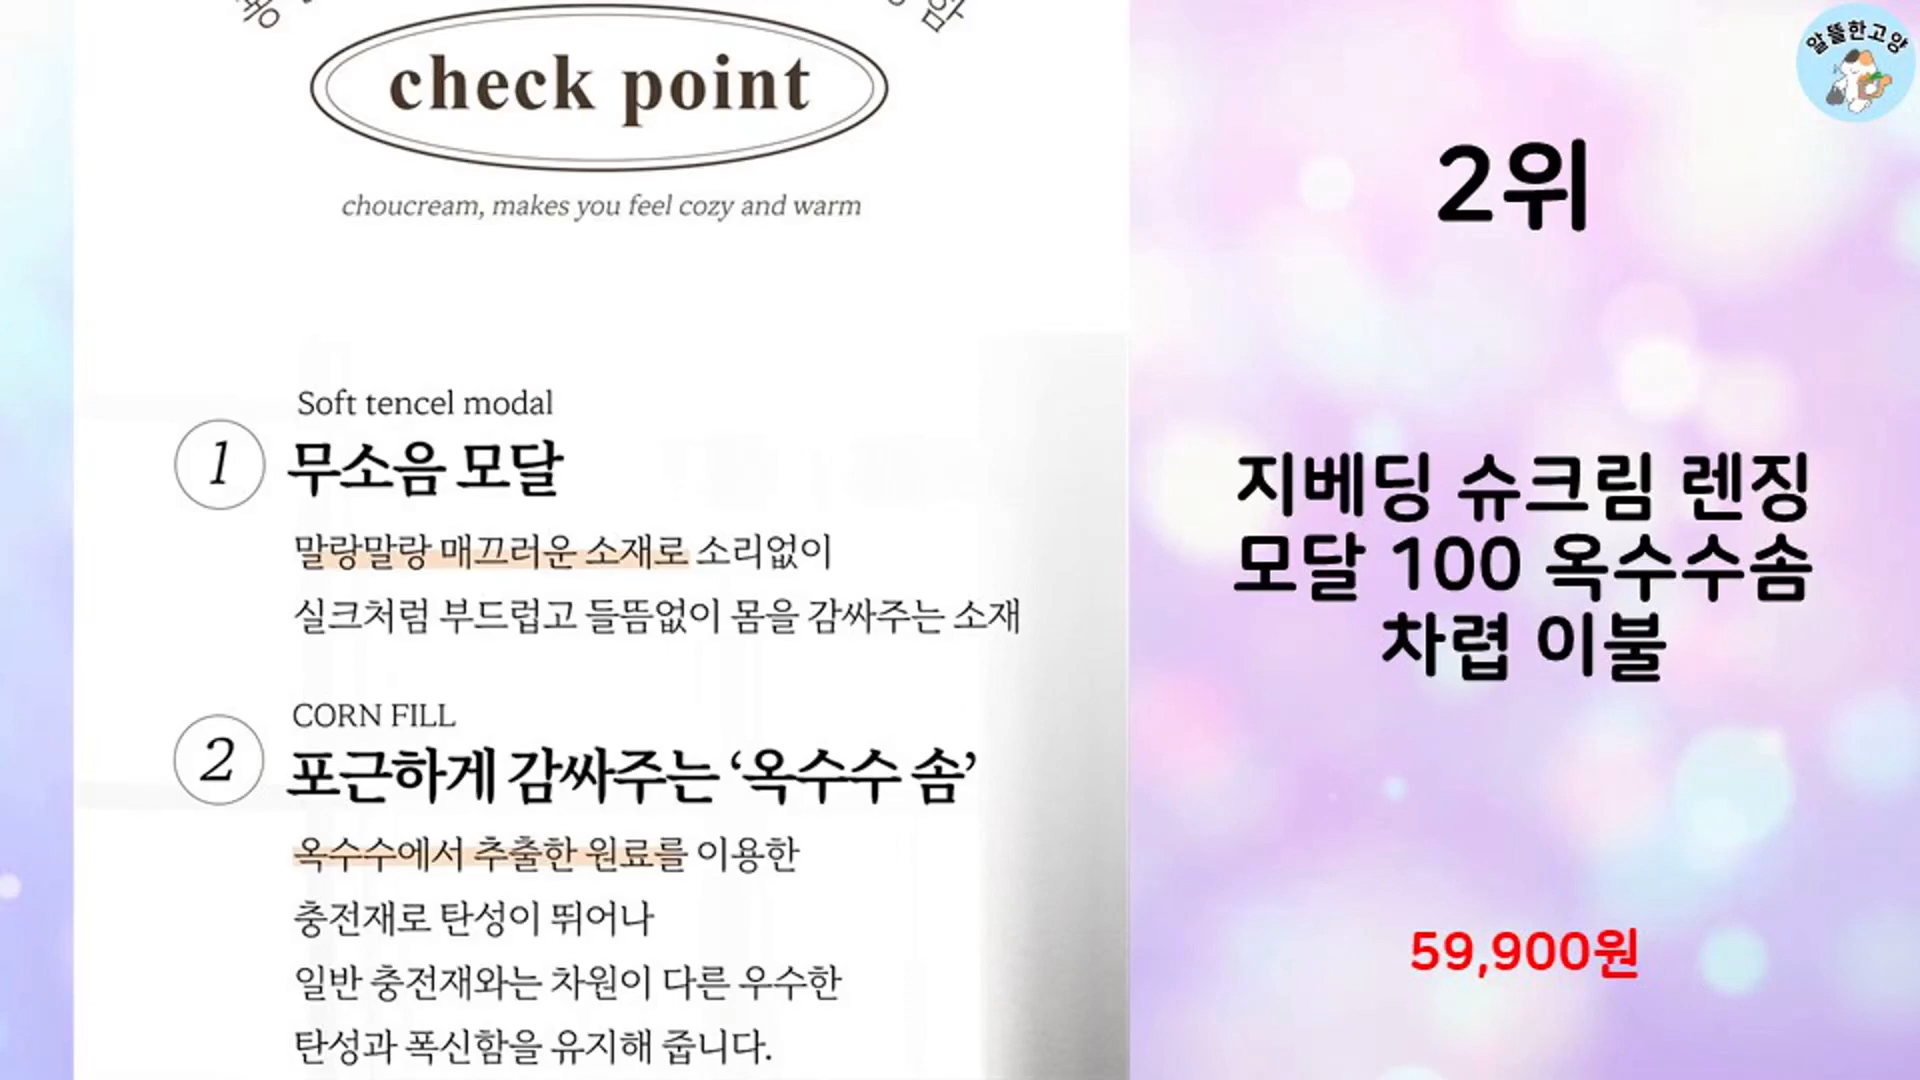 check point
choucream, makes you feel cozy and warm
Soft tencel modal
1
무소음 모달
말랑말랑 매끄러운 소재로 소리없이
실크처럼 부드럽고 들뜸없이 몸을 감싸주는 소재
CORN FILL
2
포근하게 감싸주는 ‘옥수수 솜’
옥수수에서 추출한 원료를 이용한
충전재로 탄성이 뛰어나
일반 충전재와는 차원이 다른 우수한
탄성과 폭신함을 유지해 줍니다.
알뜰한고양
2위
지베딩 슈크림 렌징
모달 100 옥수수솜
차렵 이불
59,900원